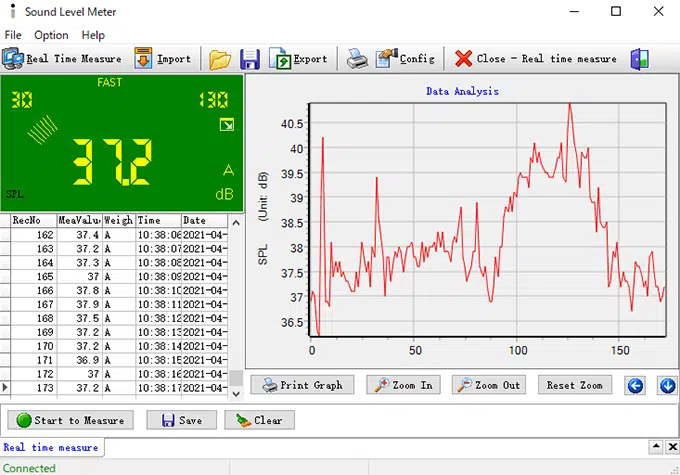 Sound Level Meter
File Option Help
Real Time Measure Import Export Config Close - Real time measure
FAST
30 130
37.2
A
SPL dB
RecNo MeaValu Weigh Time Date
162 37.4 A 10:38:06 2021-04-
163 37.2 A 10:38:07 2021-04-
164 37.3 A 10:38:08 2021-04-
165 37 A 10:38:09 2021-04-
166 37.8 A 10:38:10 2021-04-
167 37.9 A 10:38:11 2021-04-
168 37.5 A 10:38:12 2021-04-
169 37.2 A 10:38:13 2021-04-
170 37.2 A 10:38:14 2021-04-
171 36.9 A 10:38:15 2021-04-
172 37 A 10:38:16 2021-04-
173 37.2 A 10:38:17 2021-04-
Data Analysis
SPL (Unit: dB)
40.5
40
39.5
39
38.5
38
37.5
37
36.5
0 50 100 150
Print Graph Zoom In Zoom Out Reset Zoom
Start to Measure Save Clear
Real time measure
Connected